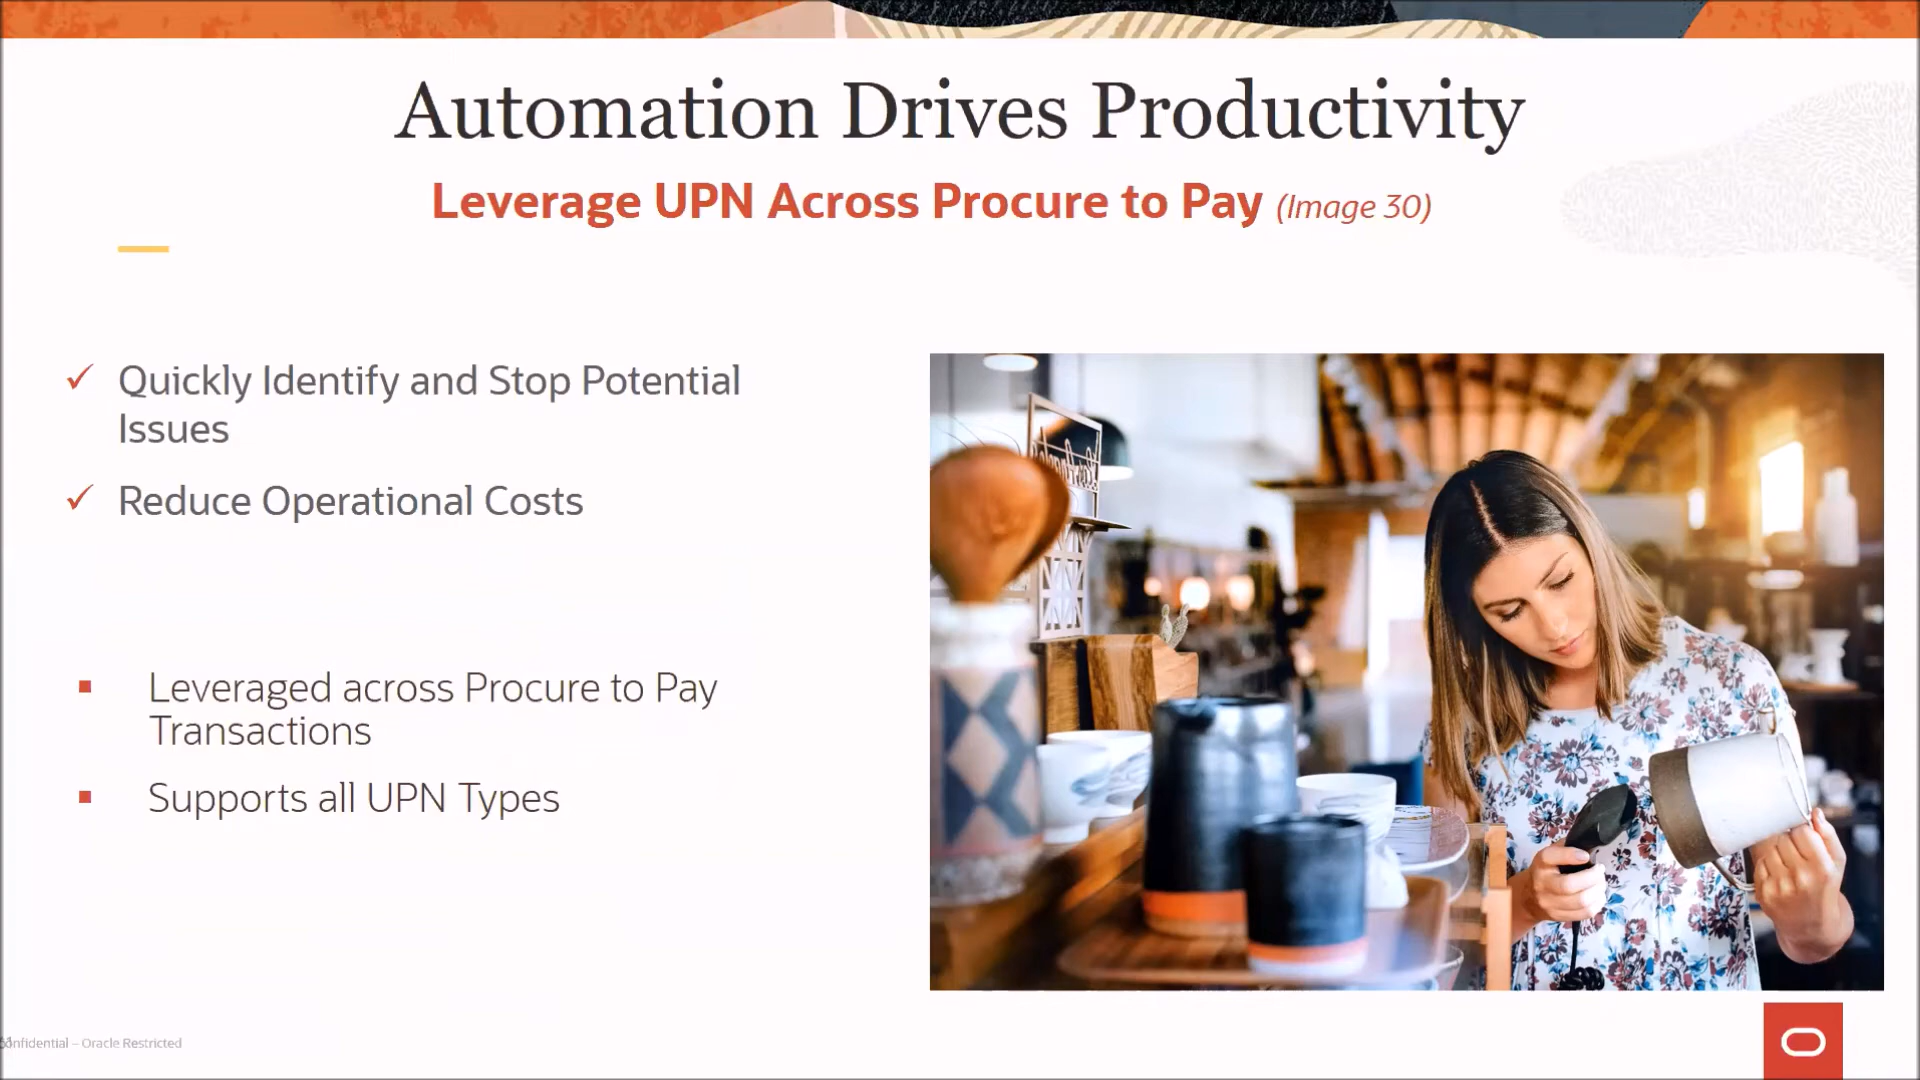 Automation Drives Productivity
Leverage UPN Across Procure to Pay (Image 30)
✓ Quickly Identify and Stop Potential
Issues
✓ Reduce Operational Costs
▪ Leveraged across Procure to Pay
Transactions
▪ Supports all UPN Types
Confidential – Oracle Restricted